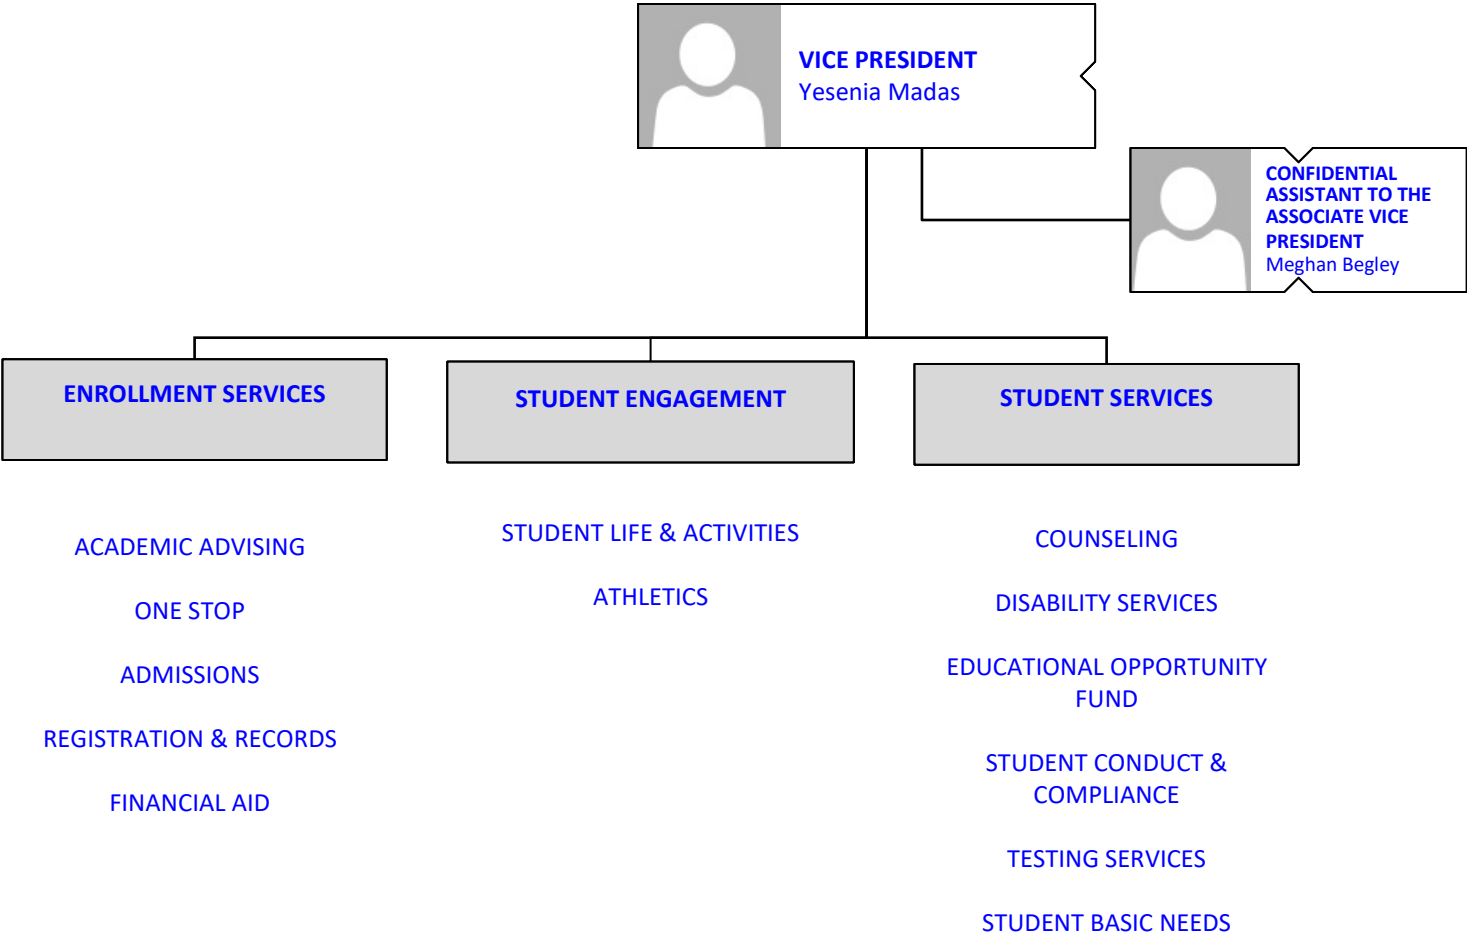 VICE PRESIDENT
Yesenia Madas
CONFIDENTIAL
ASSISTANT TO THE
ASSOCIATE VICE
PRESIDENT
Meghan Begley
ENROLLMENT SERVICES
STUDENT ENGAGEMENT
STUDENT SERVICES
ACADEMIC ADVISING
ONE STOP
ADMISSIONS
REGISTRATION & RECORDS
FINANCIAL AID
STUDENT LIFE & ACTIVITIES
ATHLETICS
COUNSELING
DISABILITY SERVICES
EDUCATIONAL OPPORTUNITY
FUND
STUDENT CONDUCT &
COMPLIANCE
TESTING SERVICES
STUDENT BASIC NEEDS